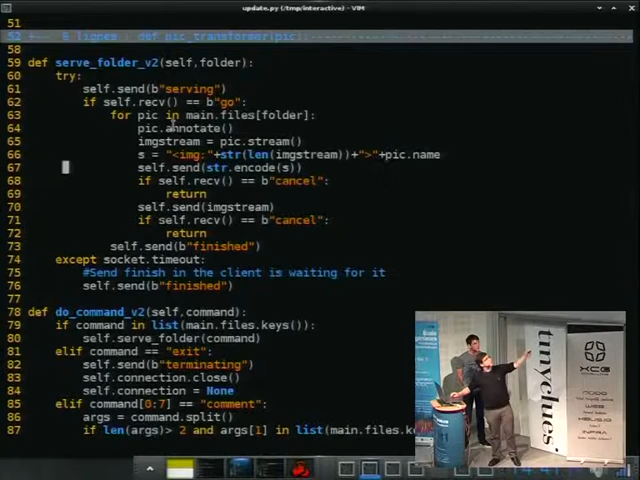 update.py (/tmp/interactive) - VIM
51
52 +-- 6 lignes : def pic_transformer(pic):
58
59 def serve_folder_v2(self,folder):
60 try:
61 self.send(b"serving")
62 if self.recv() == b"go":
63 for pic in main.files[folder]:
64 pic.annotate()
65 imgstream = pic.stream()
66 s = "<img:"+str(len(imgstream))+">"+pic.name
67 self.send(str.encode(s))
68 if self.recv() == b"cancel":
69 return
70 self.send(imgstream)
71 if self.recv() == b"cancel":
72 return
73 self.send(b"finished")
74 except socket.timeout:
75 #Send finish in the client is waiting for it
76 self.send(b"finished")
77
78 def do_command_v2(self,command):
79 if command in list(main.files.keys()):
80 self.serve_folder(command)
81 elif command == "exit":
82 self.send(b"terminating")
83 self.connection.close()
84 self.connection = None
85 elif command[0:7] == "comment":
86 args = command.split()
87 if len(args)> 2 and args[1] in list(main.files.k
tinyclues
XCG